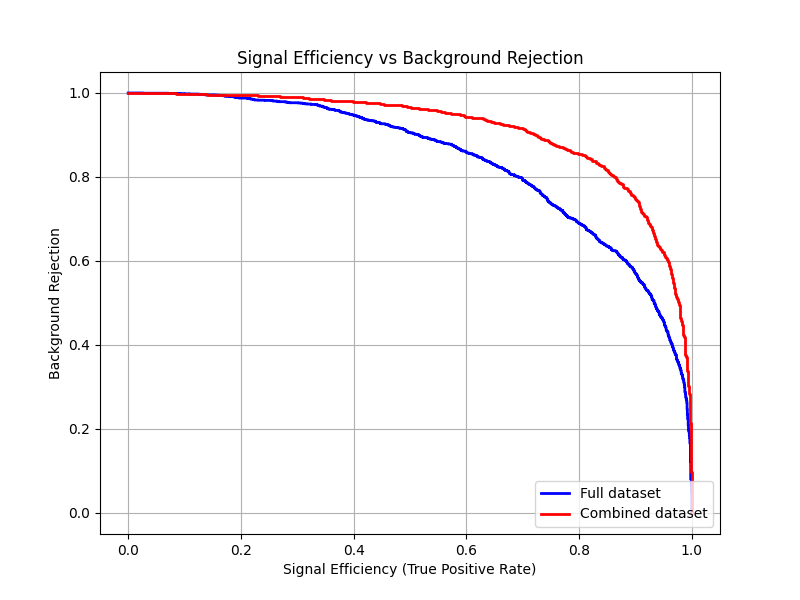 Signal Efficiency vs Background Rejection
Background Rejection
1.0
0.8
0.6
0.4
0.2
0.0
0.0 0.2 0.4 0.6 0.8 1.0
Signal Efficiency (True Positive Rate)
Full dataset
Combined dataset